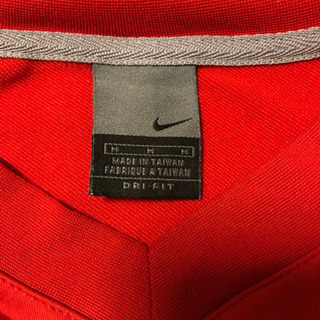 M M M
MADE IN TAIWAN
FABRIQUE A TAIWAN
DRI-FIT